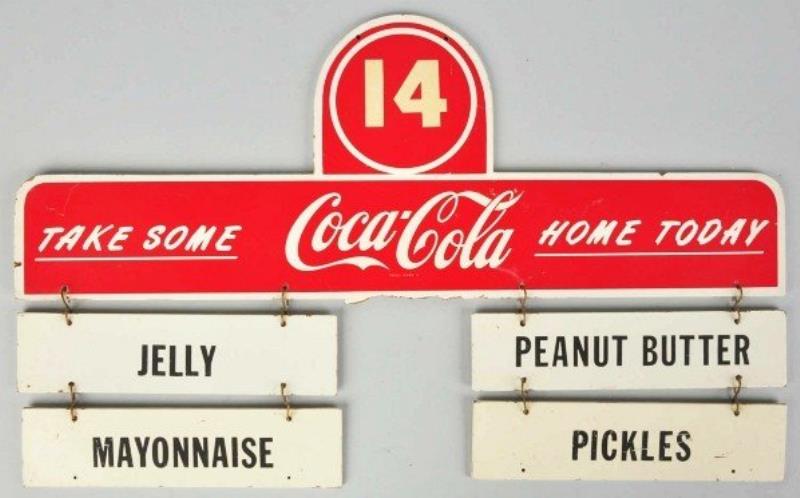 14
TAKE SOME Coca-Cola HOME TODAY
JELLY
PEANUT BUTTER
MAYONNAISE
PICKLES